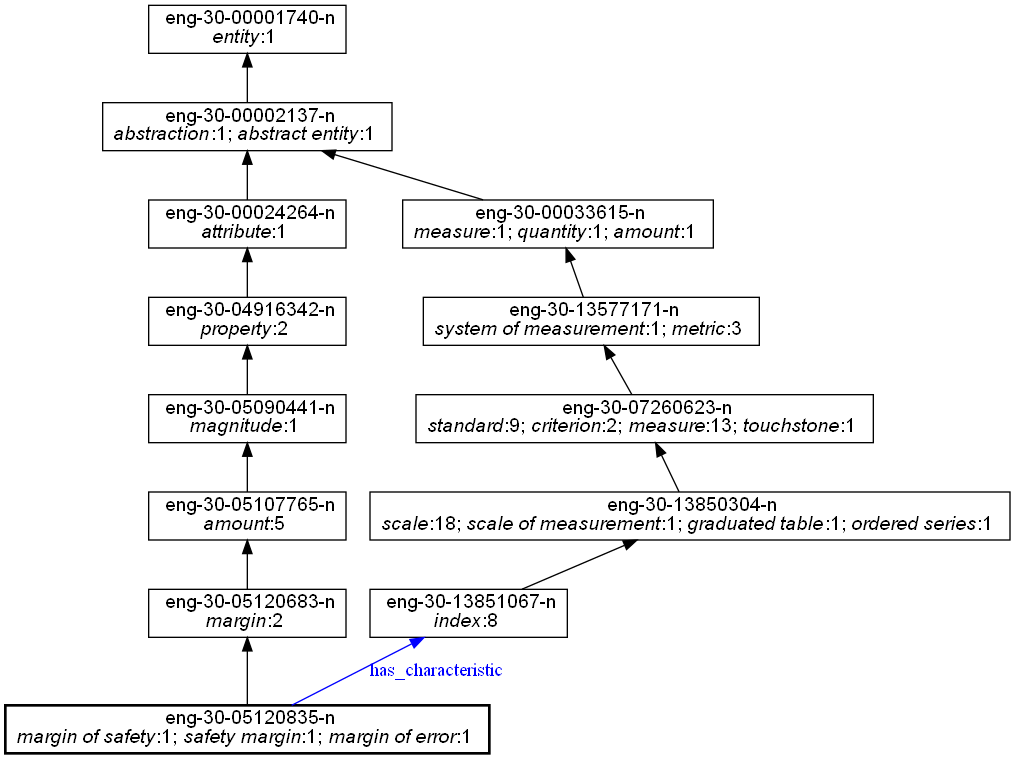 eng-30-00001740-n
entity:1
eng-30-00002137-n
abstraction:1; abstract entity:1
eng-30-00024264-n
attribute:1
eng-30-00033615-n
measure:1; quantity:1; amount:1
eng-30-04916342-n
property:2
eng-30-13577171-n
system of measurement:1; metric:3
eng-30-05090441-n
magnitude:1
eng-30-07260623-n
standard:9; criterion:2; measure:13; touchstone:1
eng-30-05107765-n
amount:5
eng-30-13850304-n
scale:18; scale of measurement:1; graduated table:1; ordered series:1
eng-30-05120683-n
margin:2
eng-30-13851067-n
index:8
has_characteristic
eng-30-05120835-n
margin of safety:1; safety margin:1; margin of error:1